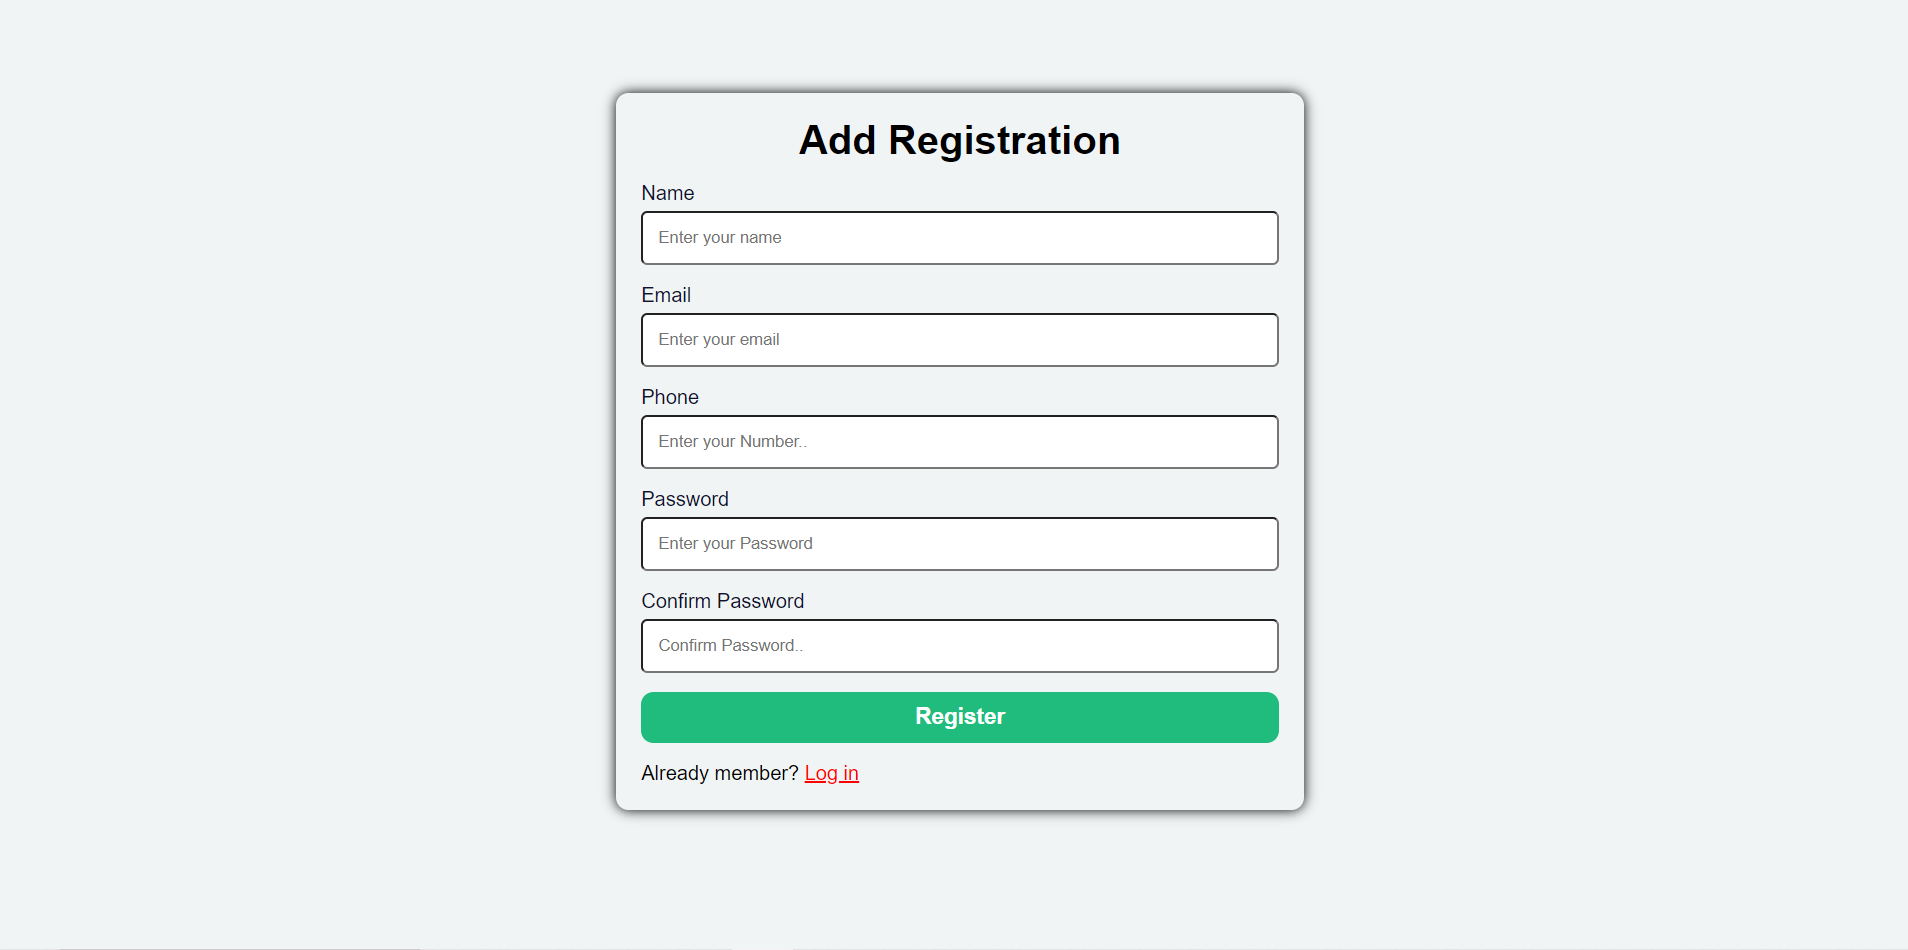 Add Registration
Name
Enter your name
Email
Enter your email
Phone
Enter your Number..
Password
Enter your Password
Confirm Password
Confirm Password..
Register
Already member? Log in